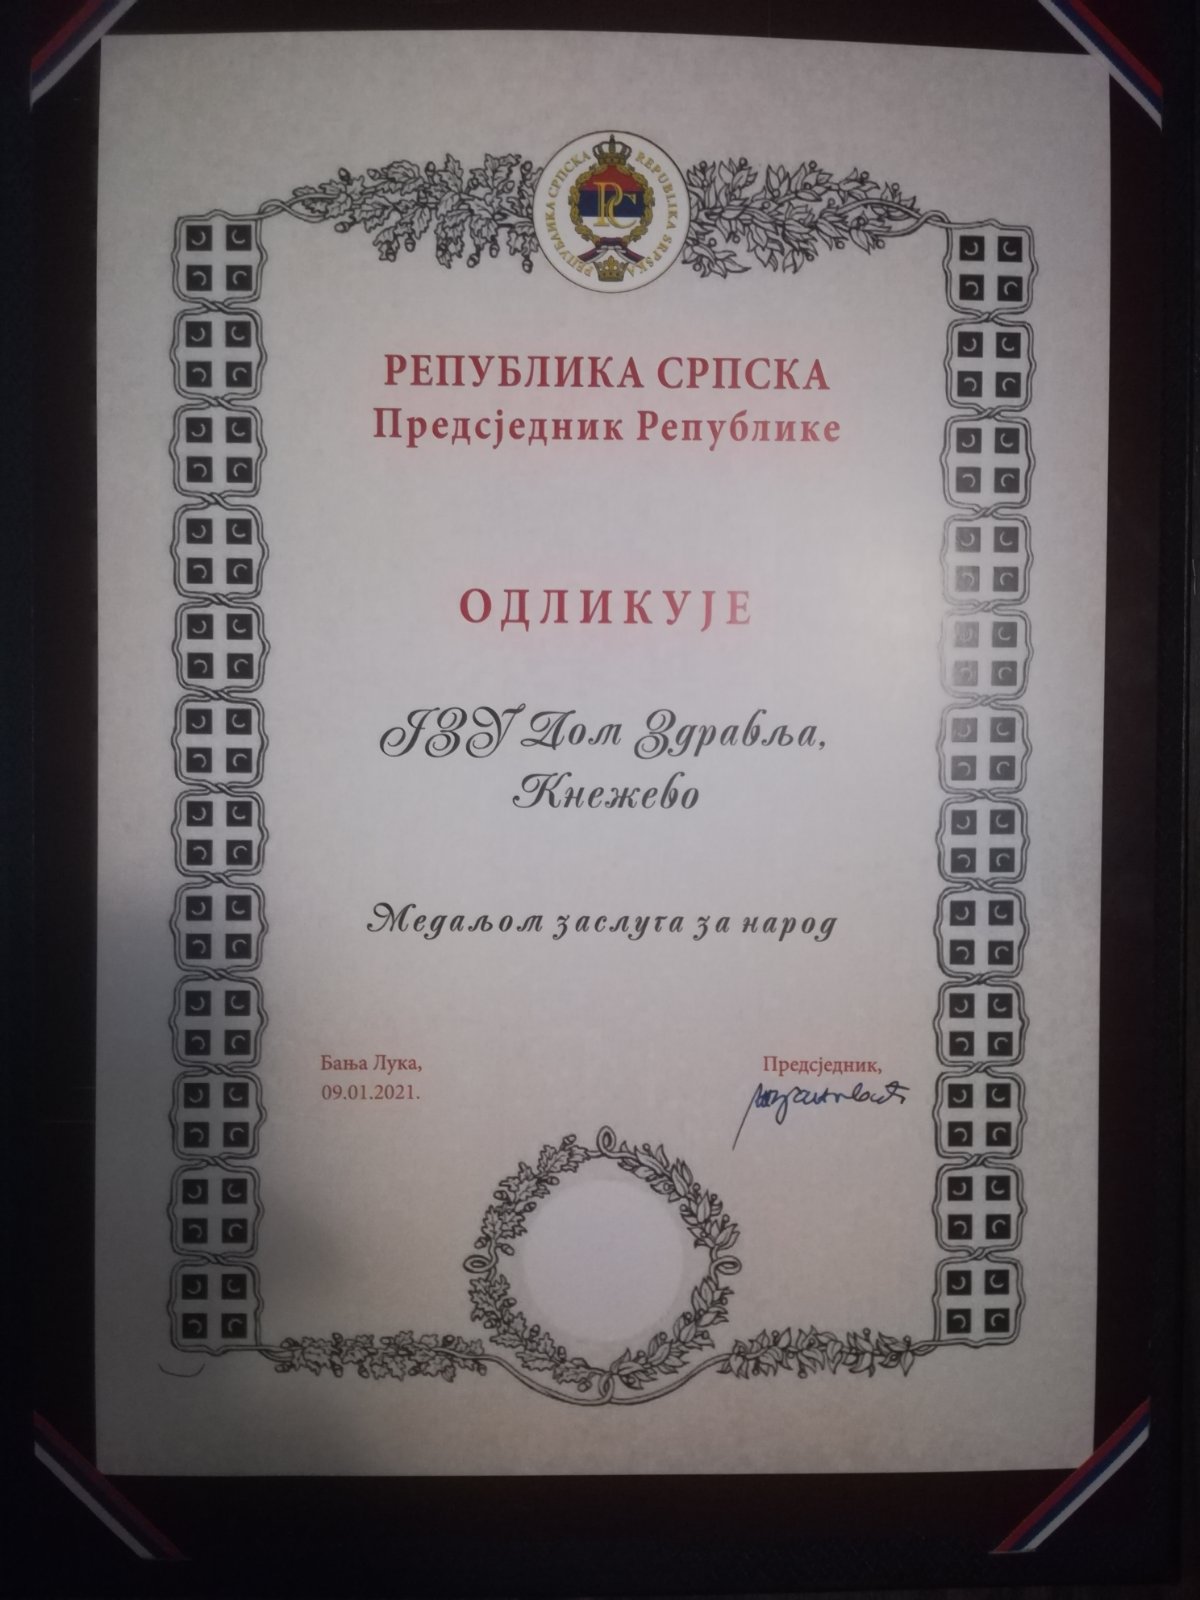 РЕПУБЛИКА СРПСКА REPUBLIKA SRPSKA
РС
РЕПУБЛИКА СРПСКА
Предсједник Републике
ОДЛИКУЈЕ
ЈЗУ Дом Здравља,
Кнежево
Медаљом заслуга за народ
Бања Лука,
09.01.2021.
Предсједник,